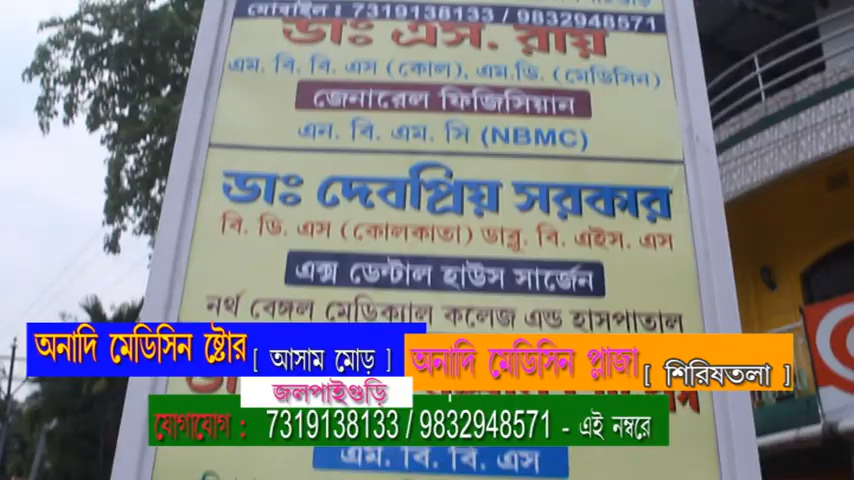 মোবাইল : 7319138133 / 9832948571
ডাঃ এস. রায়
এম. বি. বি. এস (কোল), এম.ডি. (মেডিসিন)
জেনারেল ফিজিসিয়ান
এন. বি. এম. সি (NBMC)
ডাঃ দেবপ্রিয় সরকার
বি. ডি. এস (কোলকাতা) ডাব্লু. বি. এইস. এস
এক্স ডেন্টাল হাউস সার্জেন
নর্থ বেঙ্গল মেডিক্যাল কলেজ এন্ড হাসপাতাল
অনাদি মেডিসিন ষ্টোর [ আসাম মোড় ] অনাদি মেডিসিন প্লাজা [ শিরিষতলা ]
জলপাইগুড়ি
যোগাযোগ : 7319138133 / 9832948571 - এই নম্বরে
এম. বি. বি. এস